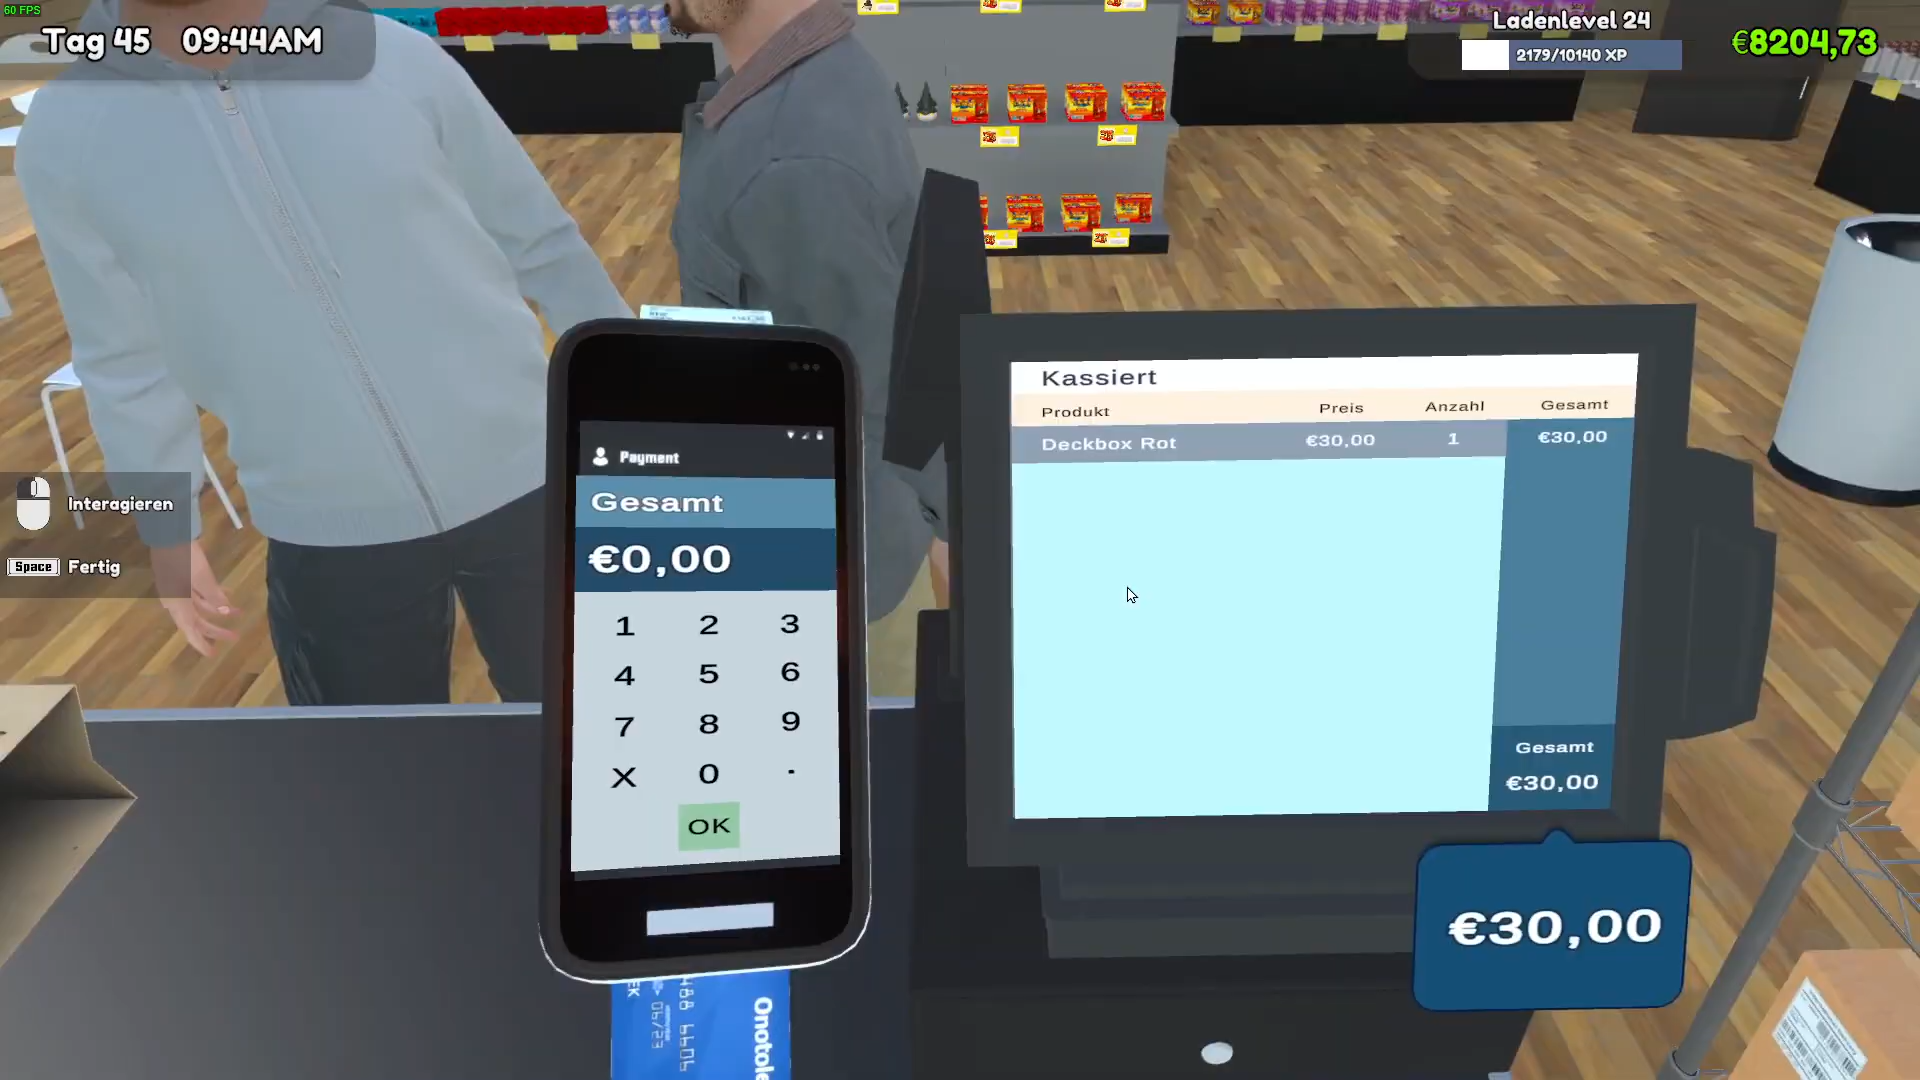 60 FPS
Tag 45 09:44AM
Ladenlevel 24
2179/10140 XP
€8204,73
Interagieren
Space Fertig
Payment
Gesamt
€0,00
1 2 3
4 5 6
7 8 9
X 0 .
OK
Kassiert
Produkt Preis Anzahl Gesamt
Deckbox Rot €30,00 1 €30,00
Gesamt
€30,00
€30,00
Onotole
06/23